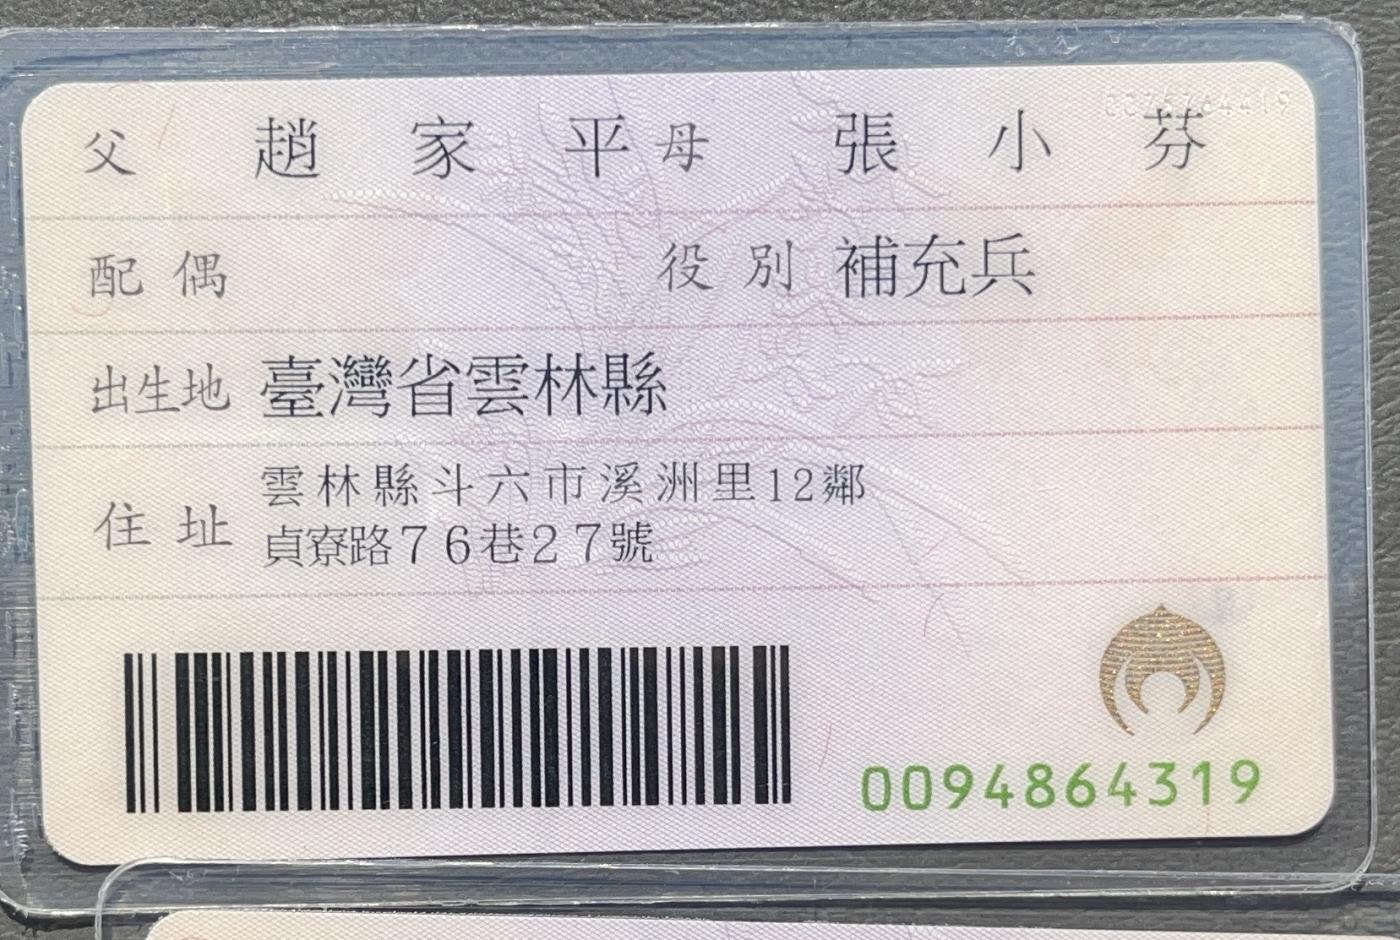 父 趙家平 母 張小芬
配偶 役別 補充兵
出生地 臺灣省雲林縣
住址 雲林縣斗六市溪洲里12鄰
貞寮路76巷27號
0094864319